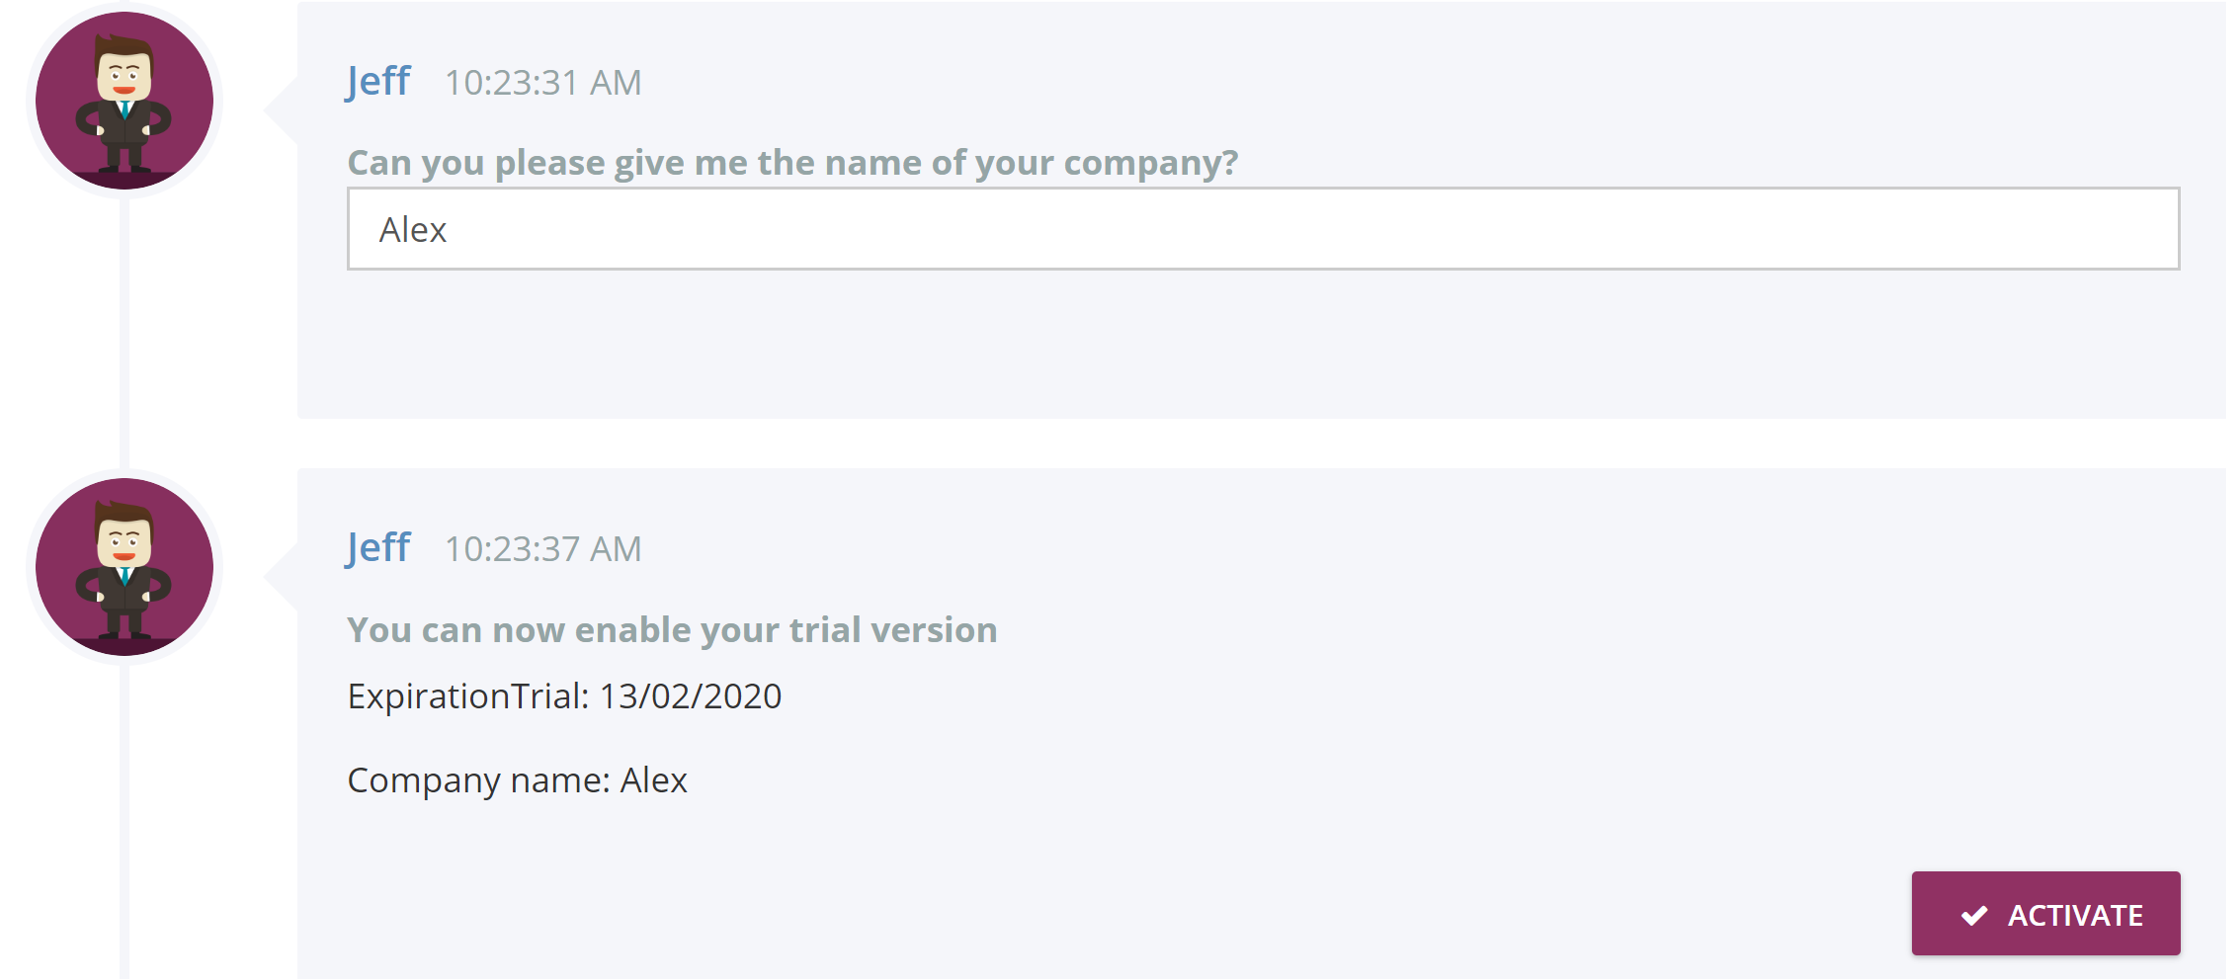 Jeff 10:23:31 AM
Can you please give me the name of your company?
Alex
Jeff 10:23:37 AM
You can now enable your trial version
ExpirationTrial: 13/02/2020
Company name: Alex
ACTIVATE